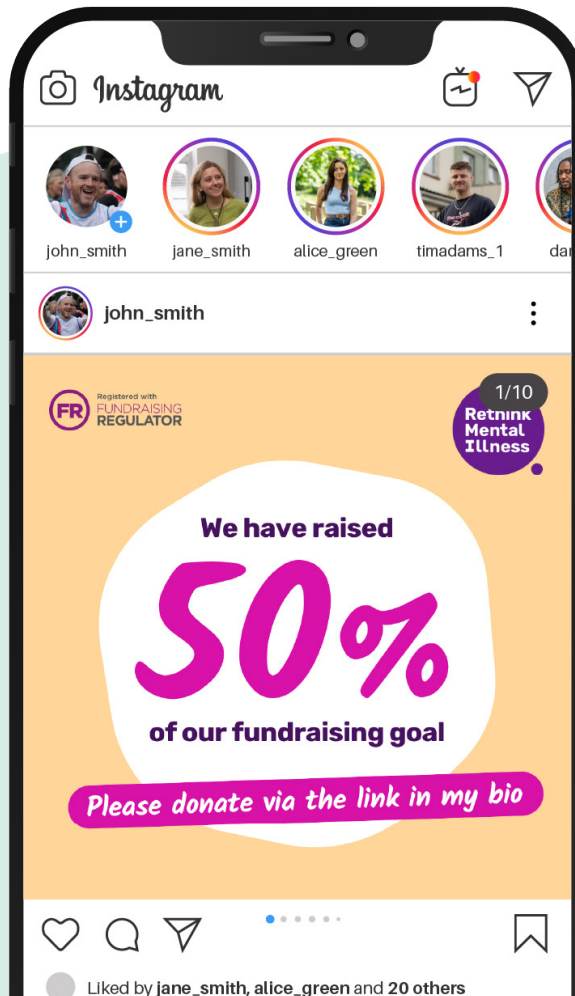 Instagram
john_smith
jane_smith
alice_green
timadams_1
john_smith
FR
Registered with
FUNDRAISING
REGULATOR
1/10
Rethink
Mental
Illness
We have raised
50%
of our fundraising goal
Please donate via the link in my bio
Liked by jane_smith, alice_green and 20 others